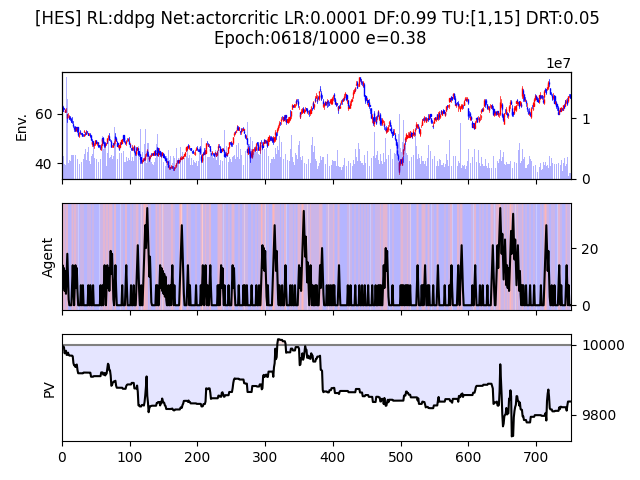 [HES] RL:ddpg Net:actorcritic LR:0.0001 DF:0.99 TU:[1,15] DRT:0.05
Epoch:0618/1000 e=0.38
1e7
Env.
60
40
1
0
Agent
20
0
PV
10000
9800
0 100 200 300 400 500 600 700